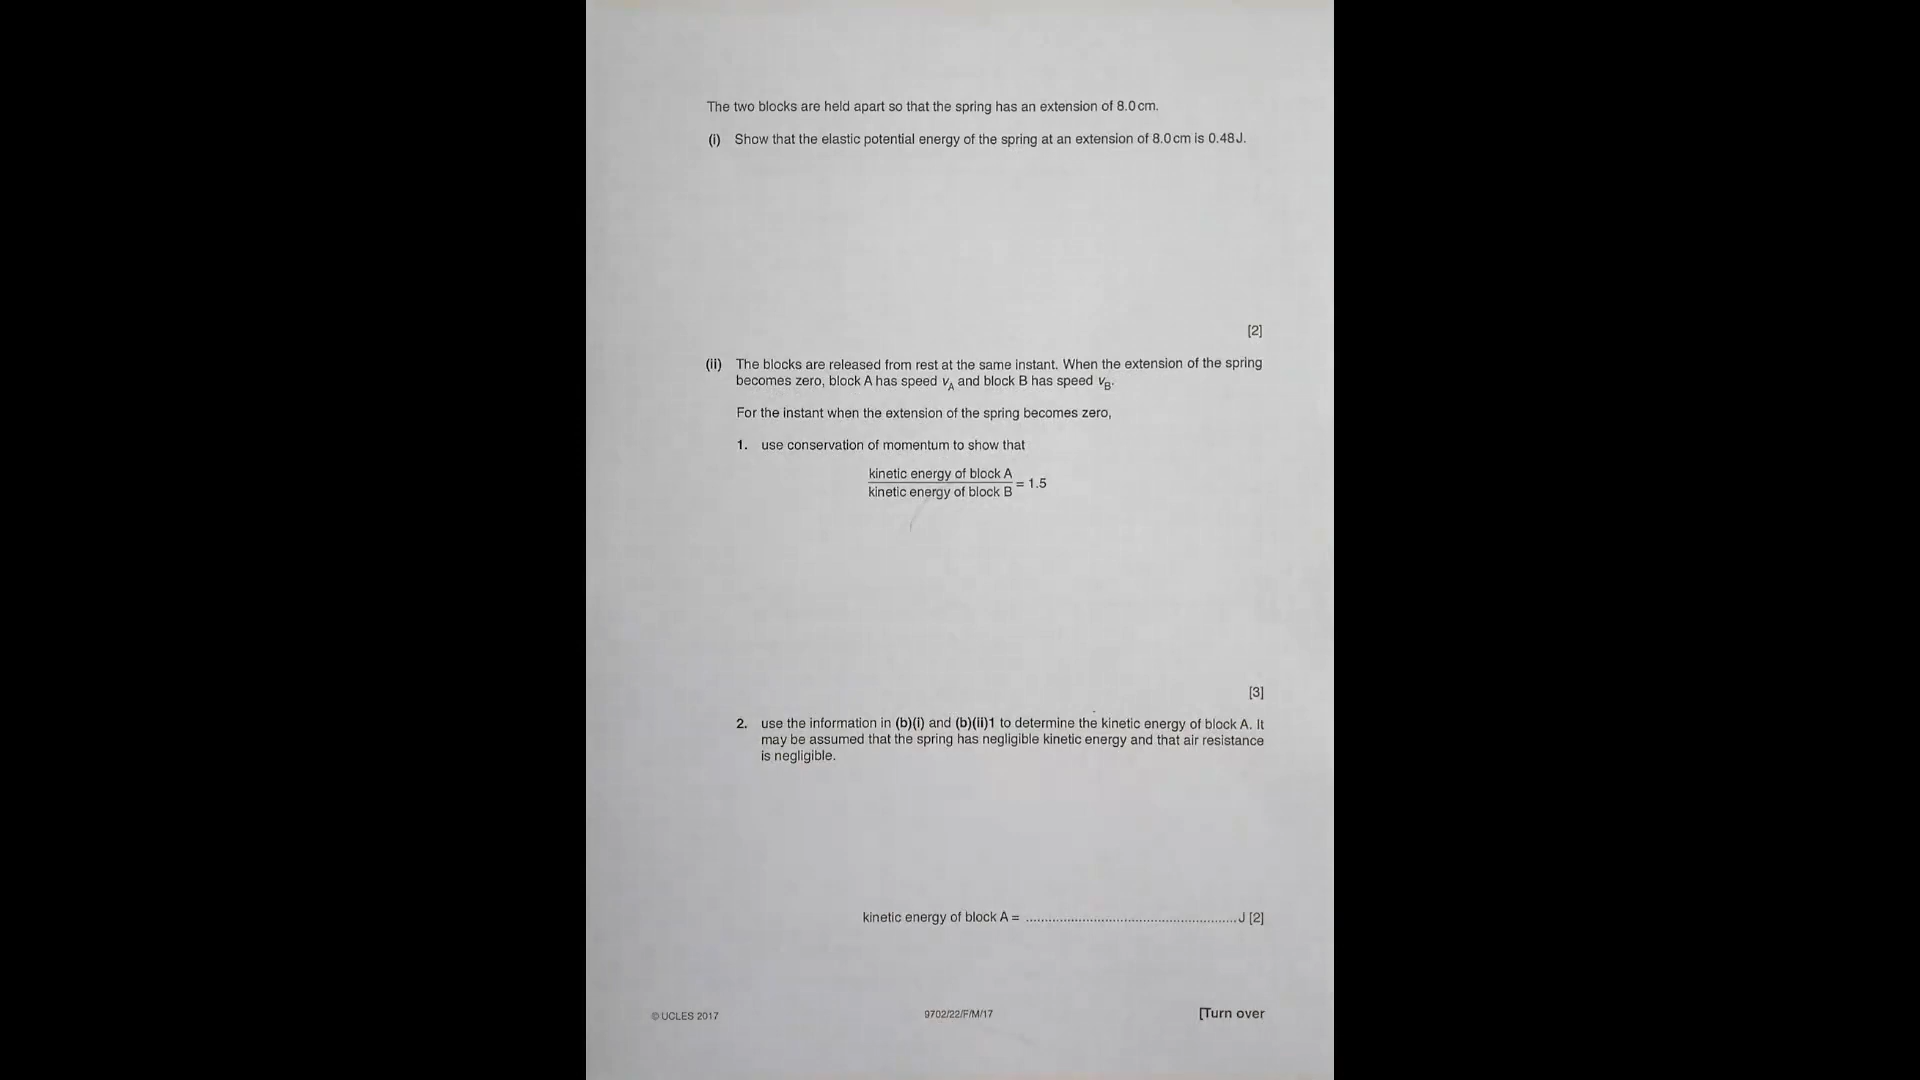 The two blocks are held apart so that the spring has an extension of 8.0 cm.
(i) Show that the elastic potential energy of the spring at an extension of 8.0 cm is 0.48 J.
[2]
(ii) The blocks are released from rest at the same instant. When the extension of the spring
becomes zero, block A has speed v_A and block B has speed v_B.
For the instant when the extension of the spring becomes zero,
1. use conservation of momentum to show that
kinetic energy of block A
kinetic energy of block B = 1.5
[3]
2. use the information in (b)(i) and (b)(ii)1 to determine the kinetic energy of block A. It
may be assumed that the spring has negligible kinetic energy and that air resistance
is negligible.
kinetic energy of block A = ........................................................ J [2]
© UCLES 2017
9702/22/F/M/17
[Turn over